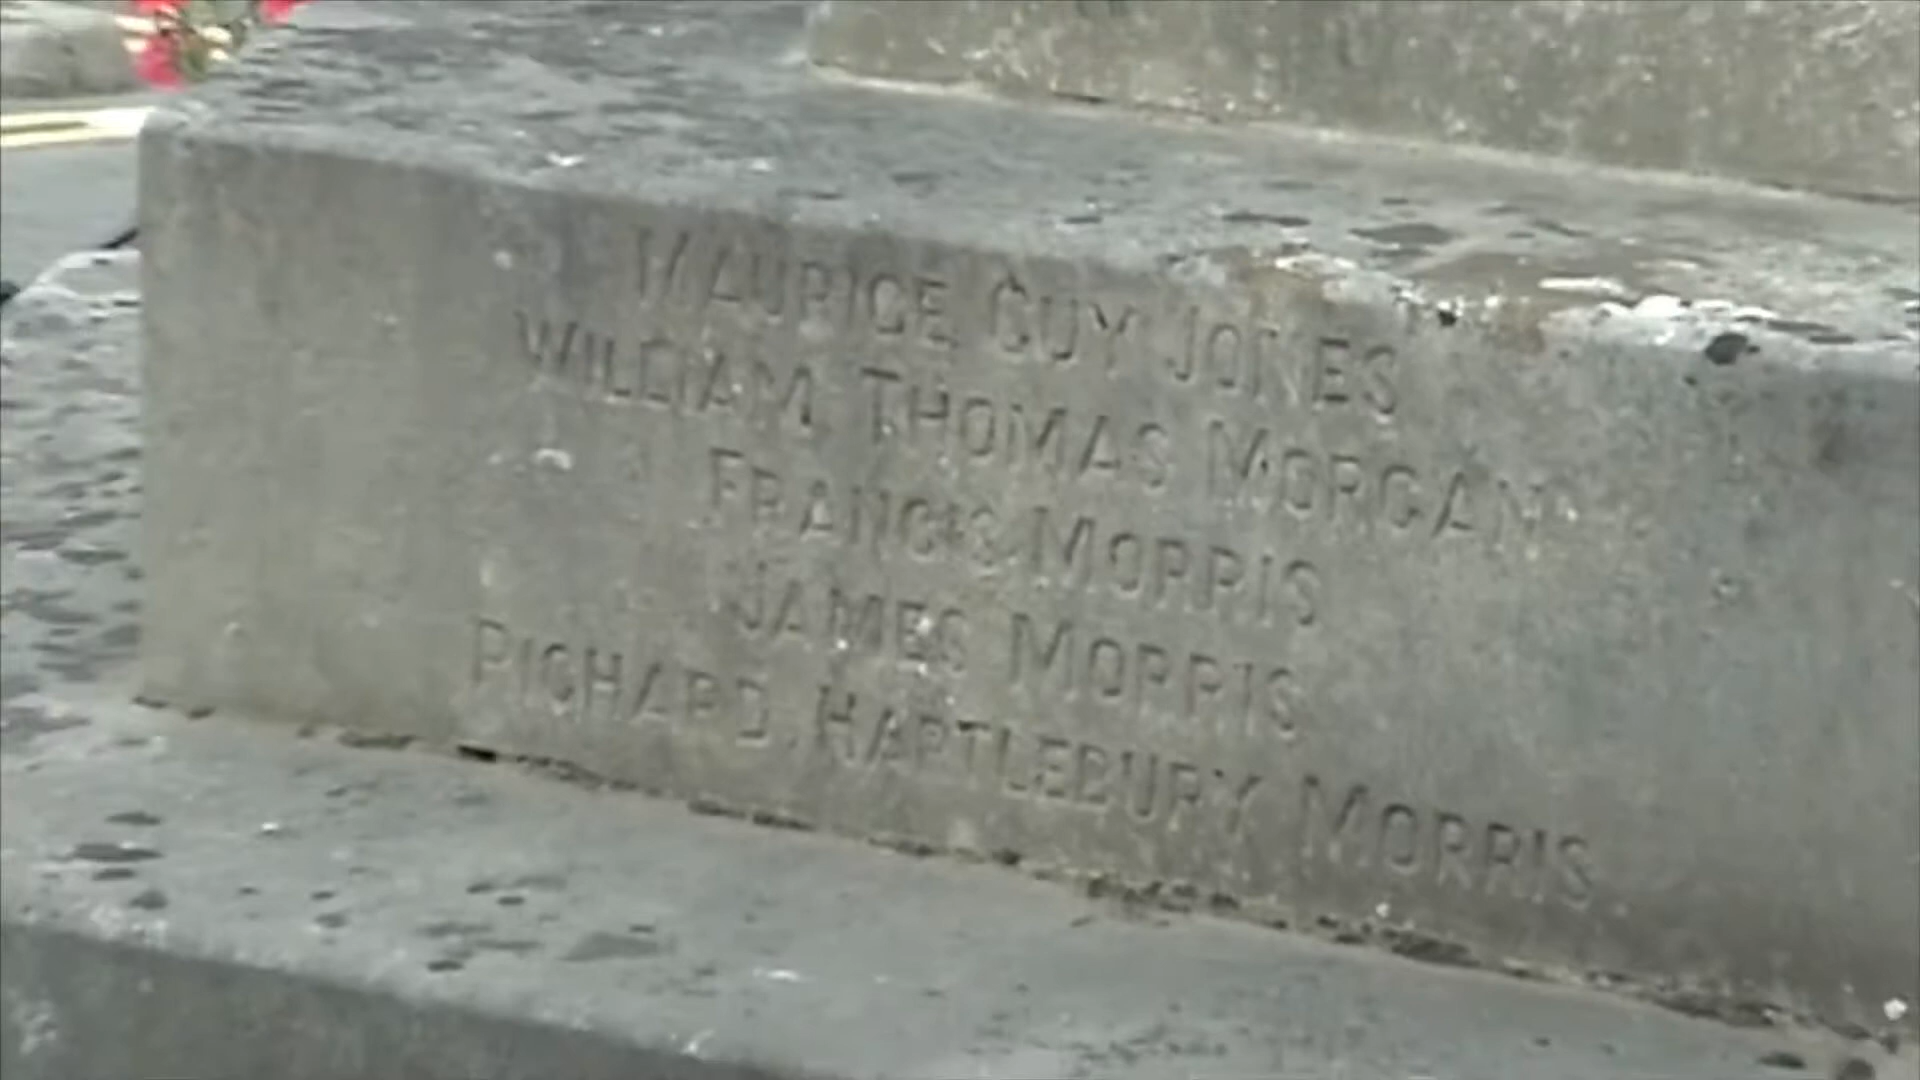 MAURICE GUY JONES
WILLIAM THOMAS MORGAN
FRANCIS MORRIS
JAMES MORRIS
RICHARD HARTLEBURY MORRIS